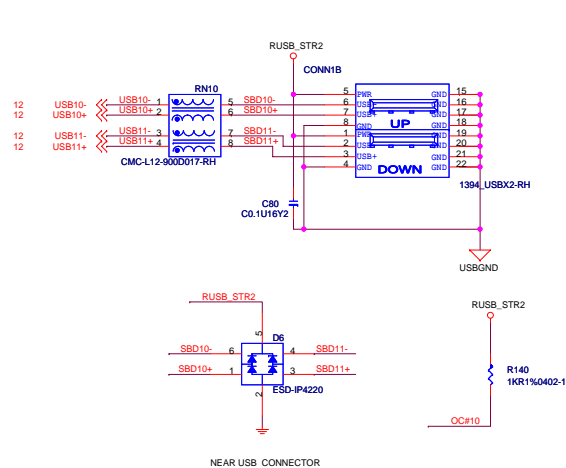 RUSB_STR2
CONN1B
RN10
12 USB10- USB10- 1 5 SBD10- 5 PWR GND 15
12 USB10+ USB10+ 2 6 SBD10+ 6 USB- GND 16
7 USB+ GND 17
8 GND UP GND 18
12 USB11- USB11- 3 7 SBD11- 1 PWR GND 19
12 USB11+ USB11+ 4 8 SBD11+ 2 USB- GND 20
3 USB+ GND 21
4 GND DOWN GND 22
CMC-L12-900D017-RH
1394_USBX2-RH
C80
C0.1U16Y2
USBGND
RUSB_STR2
RUSB_STR2
5 D6
SBD10- 6 4 SBD11-
SBD10+ 1 3 SBD11+
2 ESD-IP4220
R140
1KR1%0402-1
OC#10
NEAR USB CONNECTOR